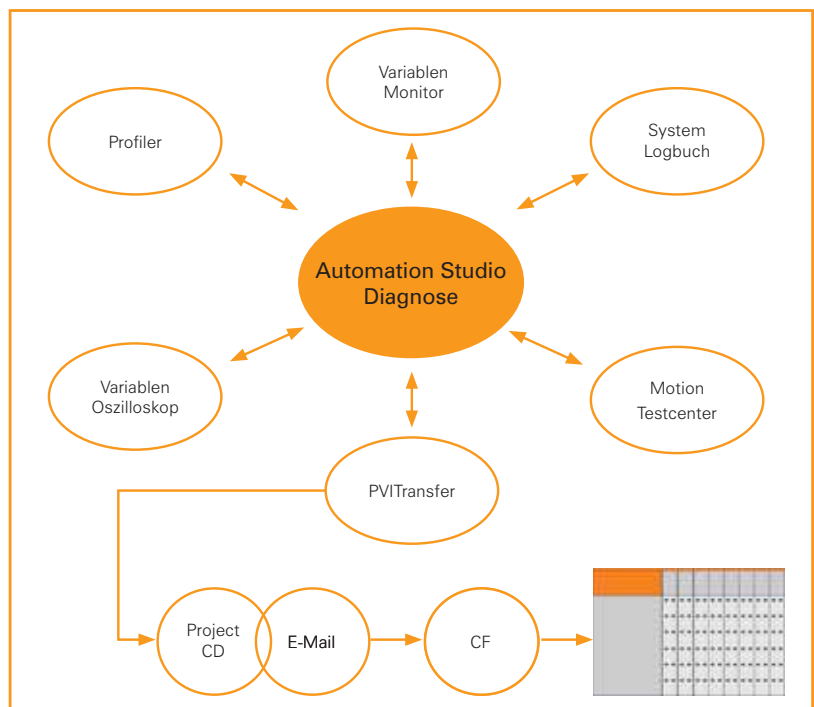 Variablen
Monitor
Profiler
System
Logbuch
Automation Studio
Diagnose
Variablen
Oszilloskop
Motion
Testcenter
PVITransfer
Project
CD
E-Mail
CF